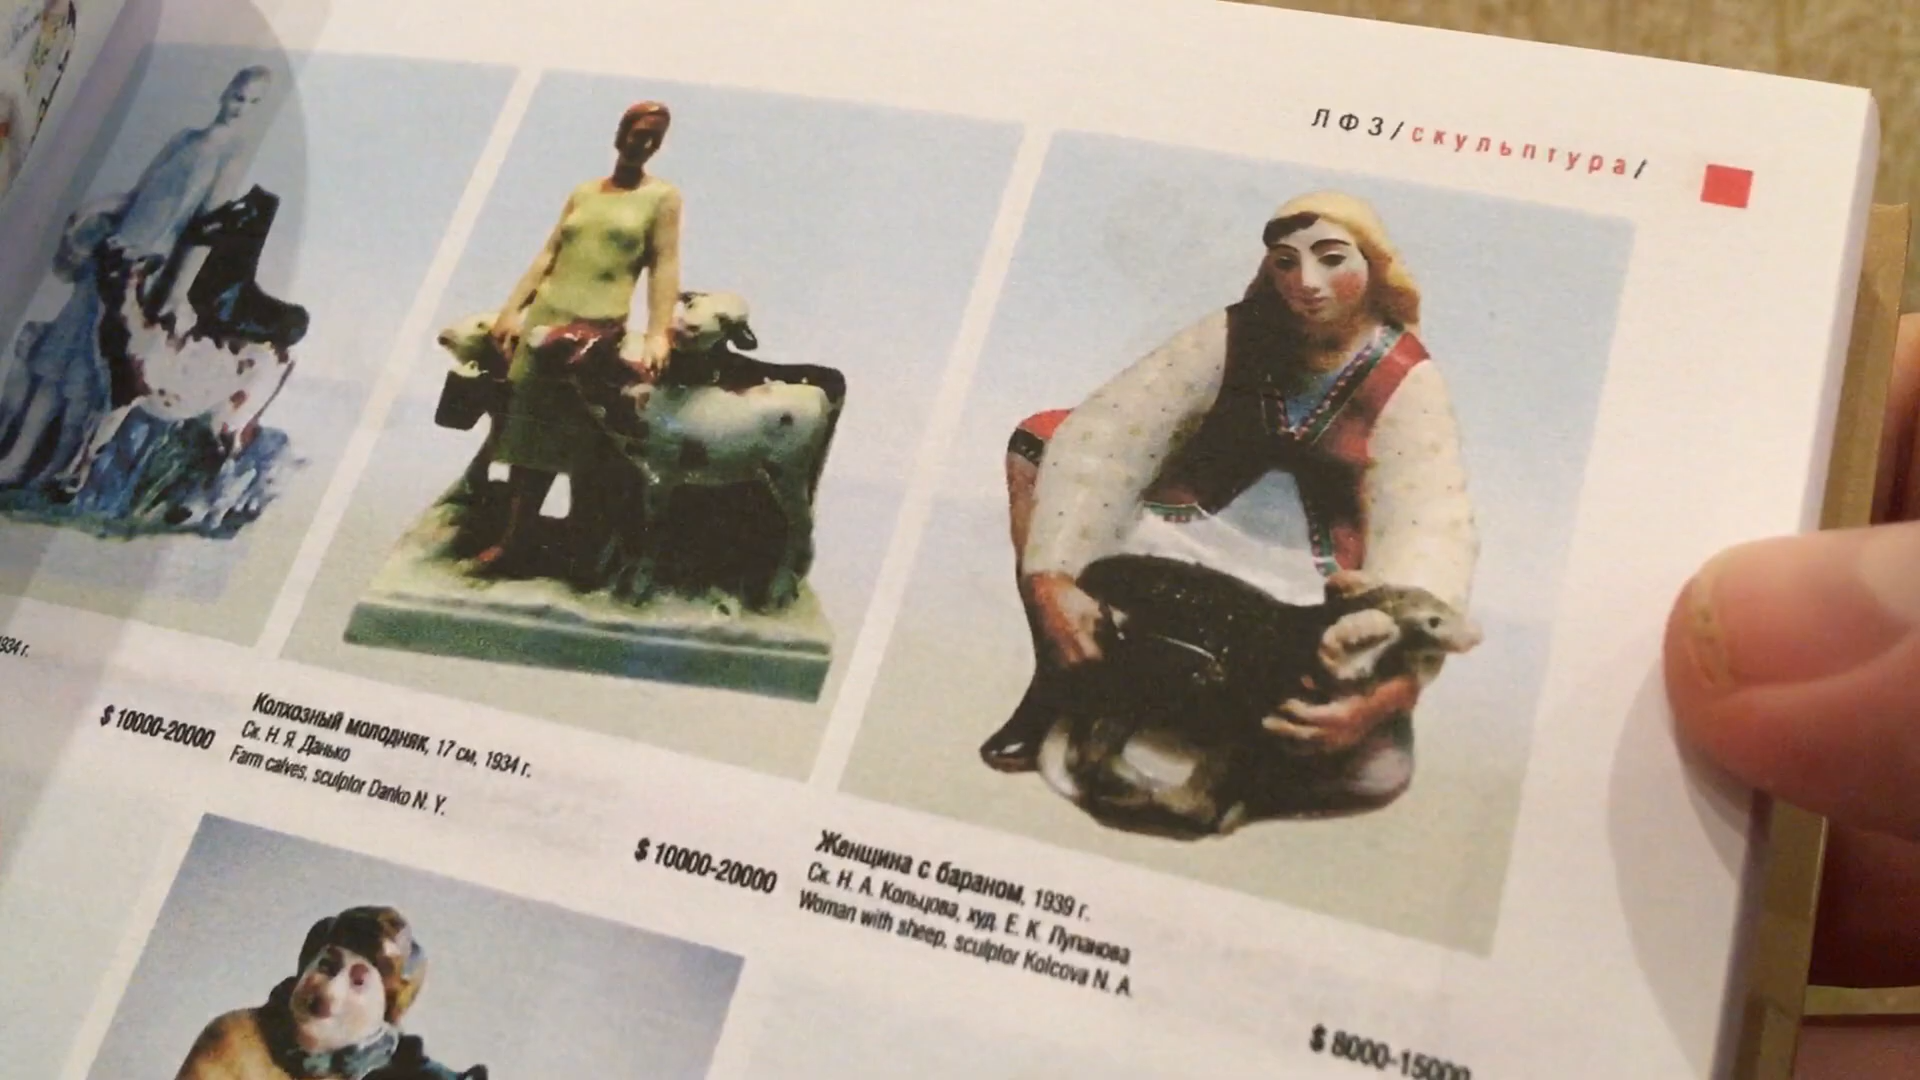 ЛФЗ/скульптура/
1934 г.
$ 10000-20000
Колхозный молодняк, 17 см, 1934 г.
Ск. Н. Я. Данько
Farm calves, sculptor Danko N. Y.
$ 10000-20000
Женщина с бараном, 1939 г.
Ск. Н. А. Кольцова, худ. Е. К. Лупанова
Woman with sheep, sculptor Kolcova N. A.
$ 8000-15000